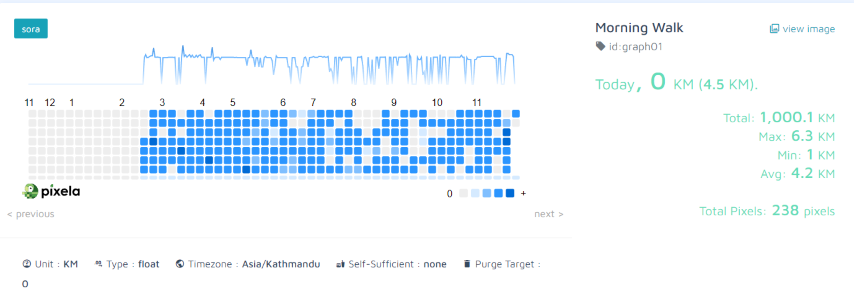 sora
Morning Walk
view image
id:graph01
Today, 0 KM (4.5 KM).
11 12 1 2 3 4 5 6 7 8 9 10 11
Total: 1,000.1 KM
Max: 6.3 KM
Min: 1 KM
Avg: 4.2 KM
pixela
0 +
< previous
next >
Total Pixels: 238 pixels
Unit : KM Type : float Timezone : Asia/Kathmandu Self-Sufficient : none Purge Target :
0